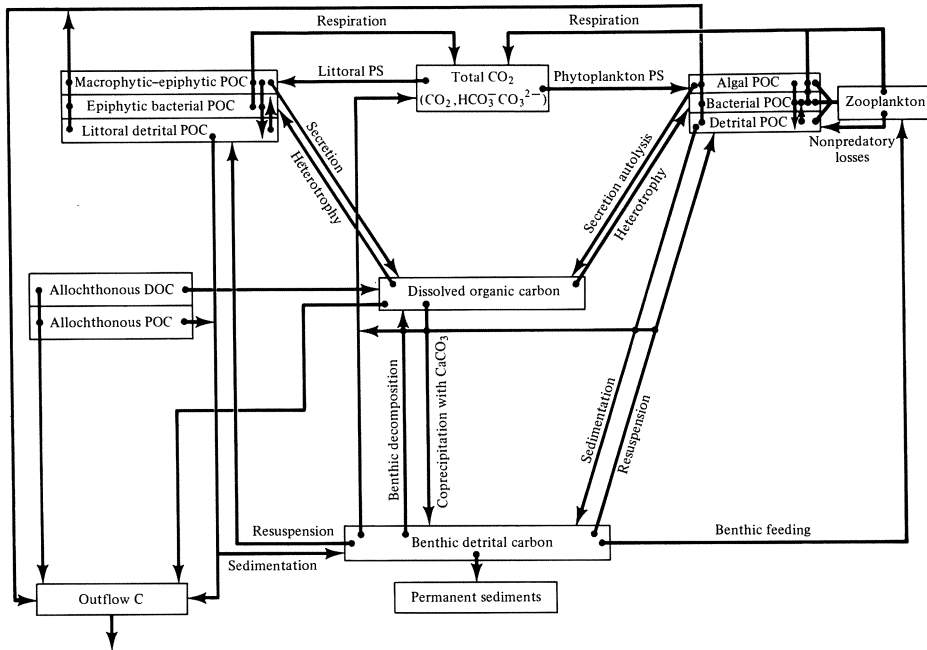 Respiration
Respiration
Macrophytic–epiphytic POC
Epiphytic bacterial POC
Littoral detrital POC
Littoral PS
Total CO₂
(CO₂, HCO₃⁻ CO₃²⁻)
Phytoplankton PS
Algal POC
Bacterial POC
Detrital POC
Zooplankton
Nonpredatory
losses
Secretion
Heterotrophy
Secretion autolysis
Heterotrophy
Allochthonous DOC
Allochthonous POC
Dissolved organic carbon
Benthic decomposition
Coprecipitation with CaCO₃
Sedimentation
Resuspension
Resuspension
Sedimentation
Benthic detrital carbon
Benthic feeding
Outflow C
Permanent sediments